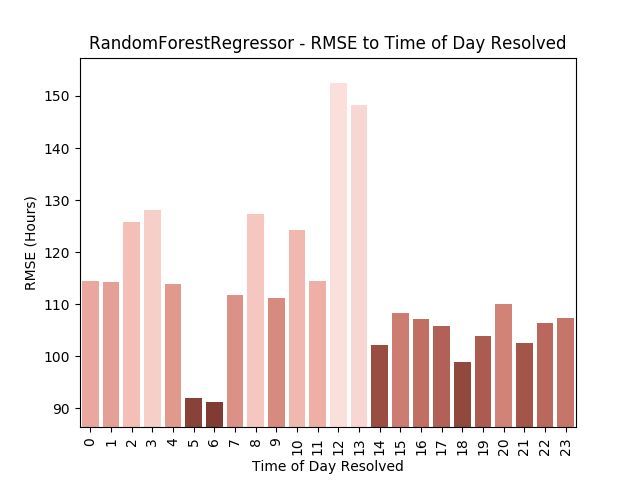 RandomForestRegressor - RMSE to Time of Day Resolved
RMSE (Hours)
150
140
130
120
110
100
90
0 1 2 3 4 5 6 7 8 9 10 11 12 13 14 15 16 17 18 19 20 21 22 23
Time of Day Resolved